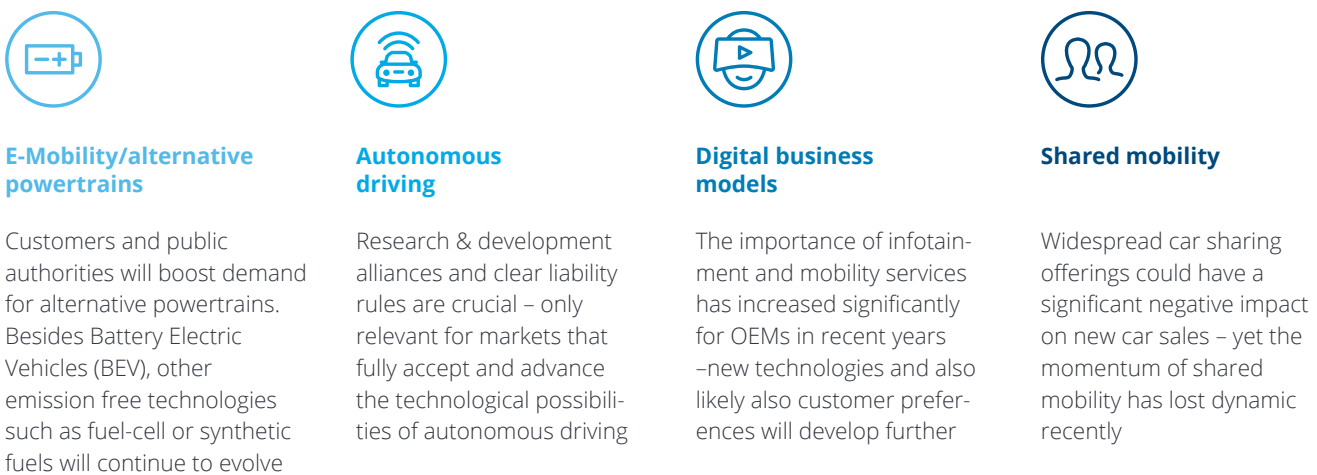 E-Mobility/alternative
powertrains
Customers and public
authorities will boost demand
for alternative powertrains.
Besides Battery Electric
Vehicles (BEV), other
emission free technologies
such as fuel-cell or synthetic
fuels will continue to evolve
Autonomous
driving
Research & development
alliances and clear liability
rules are crucial – only
relevant for markets that
fully accept and advance
the technological possibili-
ties of autonomous driving
Digital business
models
The importance of infotain-
ment and mobility services
has increased significantly
for OEMs in recent years
–new technologies and also
likely also customer prefer-
ences will develop further
Shared mobility
Widespread car sharing
offerings could have a
significant negative impact
on new car sales – yet the
momentum of shared
mobility has lost dynamic
recently